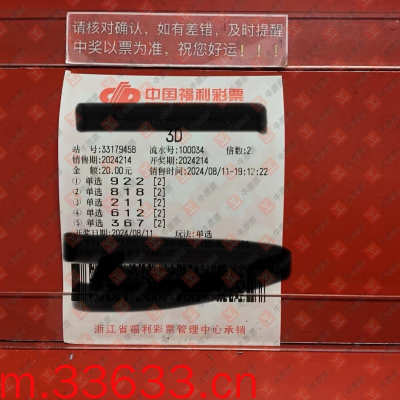 请核对确认，如有差错，及时提醒
中奖以票为准，祝您好运！！！
中国福利彩票
3D
站 号:33179458 流水号:100034 倍数:2
销售期:2024214 开奖期:2024214
金 额:20.00元 销售时间:2024/08/11-19:12:22
① 单选 9 2 2 [2]
② 单选 8 1 8 [2]
③ 单选 2 1 1 [2]
④ 单选 6 1 2 [2]
⑤ 单选 3 6 7 [2]
开奖日期:2024/08/11 玩法:单选
浙江省福利彩票管理中心承销
m.33633.cn